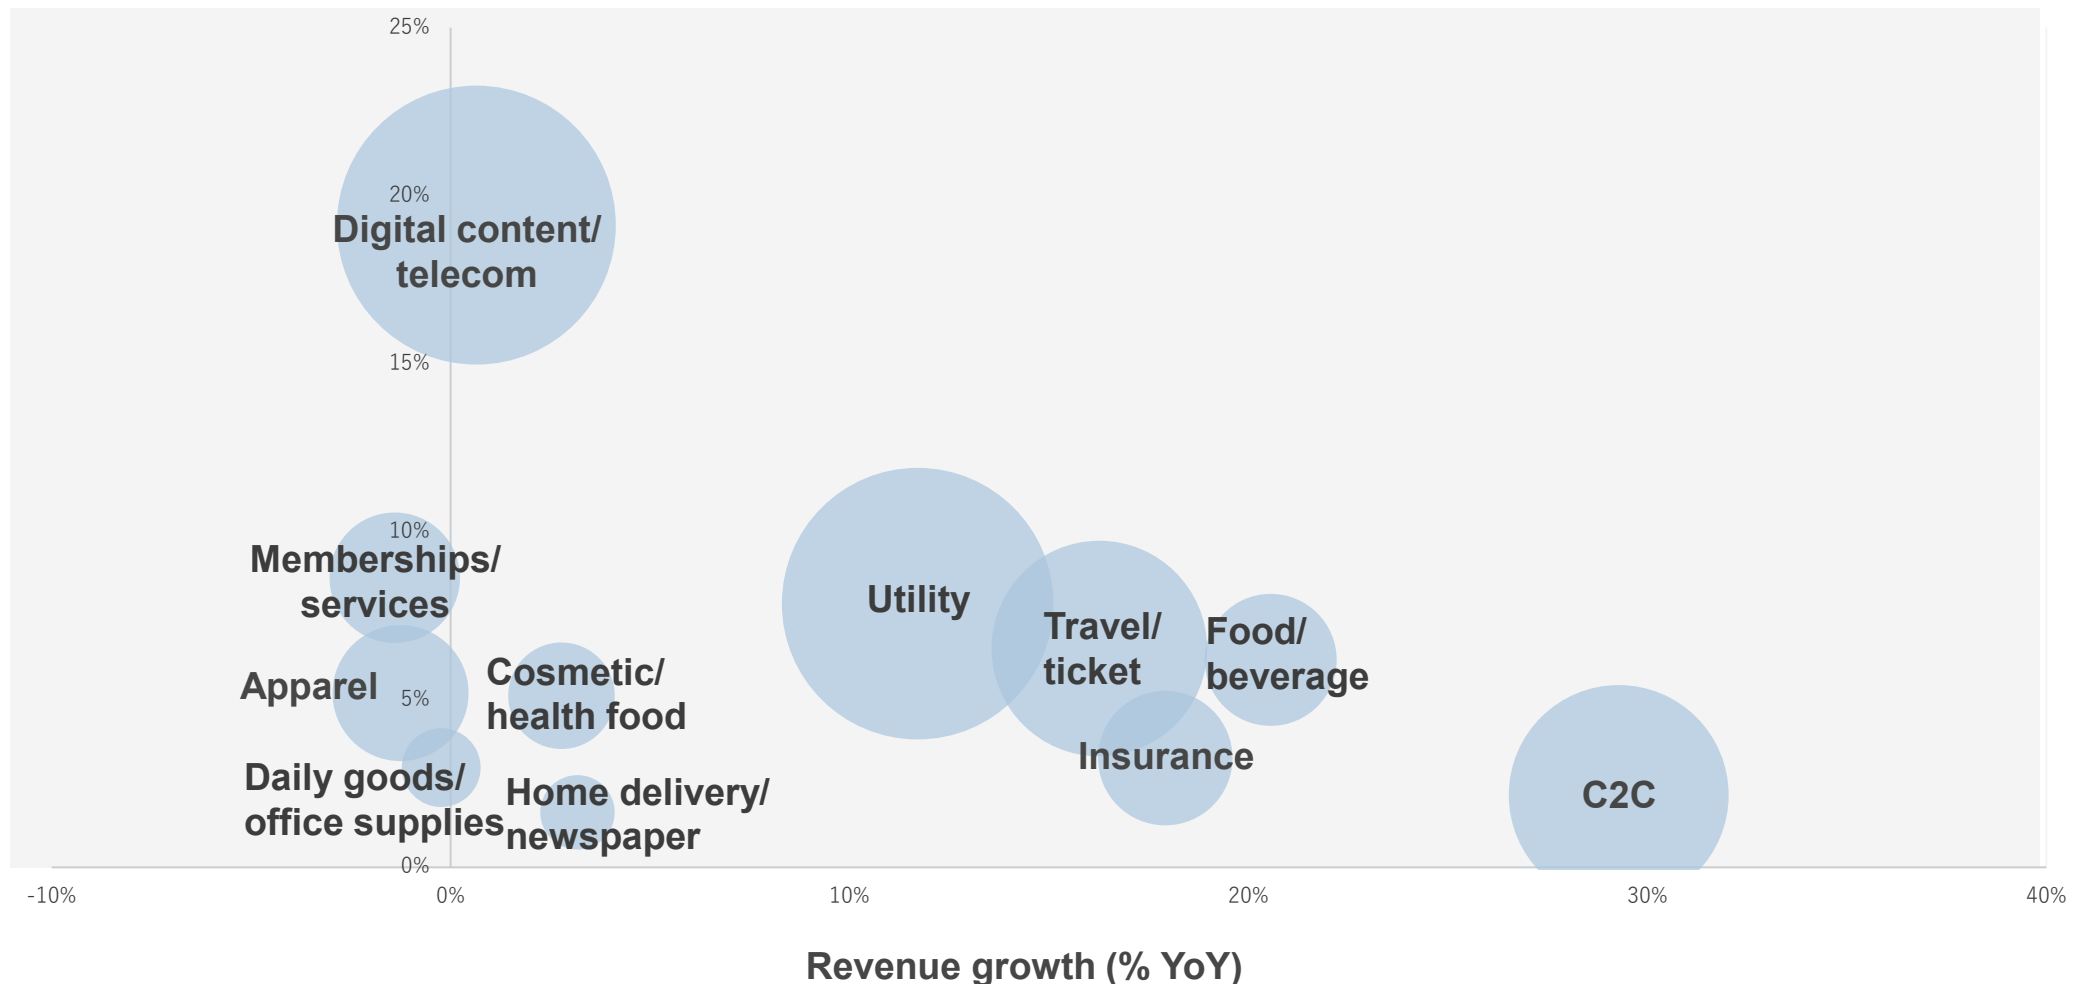 25%
20%
Digital content/
telecom
15%
10%
Memberships/
services
Utility
Travel/
ticket
Food/
beverage
Apparel
Cosmetic/
health food
5%
Insurance
Daily goods/
office supplies
Home delivery/
newspaper
C2C
0%
-10%
0%
10%
20%
30%
40%
Revenue growth (% YoY)